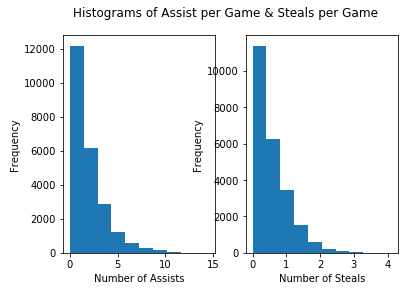 Histograms of Assist per Game & Steals per Game
12000
10000
8000
6000
4000
2000
0
Frequency
0 5 10 15
Number of Assists
10000
8000
6000
4000
2000
0
Frequency
0 1 2 3 4
Number of Steals